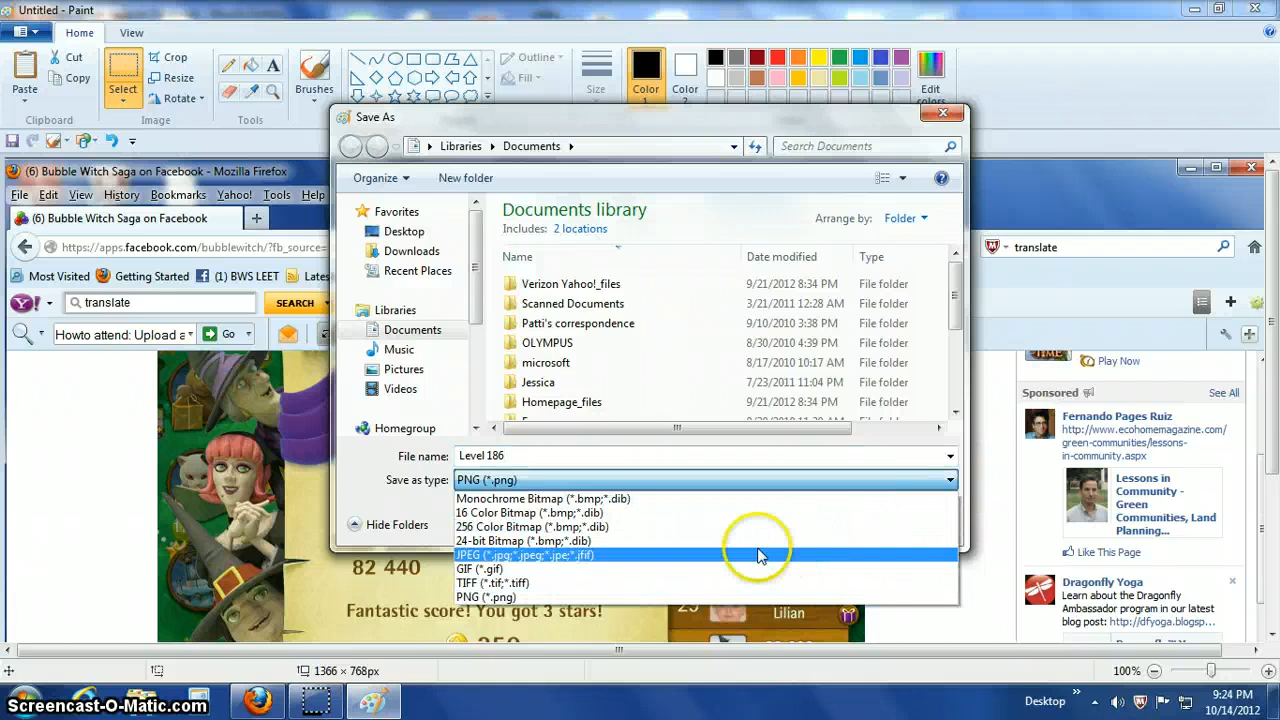 Untitled - Paint
Home
View
Paste
Cut
Copy
Clipboard
Select
Crop
Resize
Rotate
Image
Tools
Brushes
Outline
Fill
Size
Color
1
Color
2
Edit
colors
Save As
Libraries
Documents
Search Documents
Organize
New folder
Favorites
Desktop
Downloads
Recent Places
Libraries
Documents
Music
Pictures
Videos
Homegroup
Documents library
Includes: 2 locations
Arrange by: Folder
Name
Date modified
Type
Verizon Yahoo!_files 9/21/2012 8:34 PM File folder
Scanned Documents 3/21/2011 12:28 AM File folder
Patti's correspondence 9/10/2010 3:38 PM File folder
OLYMPUS 8/30/2010 4:39 PM File folder
microsoft 8/17/2010 10:17 AM File folder
Jessica 7/23/2011 11:04 PM File folder
Homepage_files 9/21/2012 8:34 PM File folder
File name: Level 186
Save as type: PNG (*.png)
Monochrome Bitmap (*.bmp;*.dib)
16 Color Bitmap (*.bmp;*.dib)
256 Color Bitmap (*.bmp;*.dib)
24-bit Bitmap (*.bmp;*.dib)
JPEG (*.jpg;*.jpeg;*.jpe;*.jfif)
GIF (*.gif)
TIFF (*.tif;*.tiff)
PNG (*.png)
Hide Folders
(6) Bubble Witch Saga on Facebook - Mozilla Firefox
File Edit View History Bookmarks Yahoo! Tools Help
(6) Bubble Witch Saga on Facebook
https://apps.facebook.com/bubblewitch/?fb_source=
translate
Most Visited
Getting Started
(1) BWS LEET
Lates
translate
SEARCH
Howto attend: Upload a
Go
82 440
Fantastic score! You got 3 stars!
Lilian
Play Now
Sponsored
See All
Fernando Pages Ruiz
http://www.ecohomemagazine.com/
green-communities/lessons-
in-community.aspx
Lessons in
Community -
Green
Communities,
Land
Planning...
Like This Page
Dragonfly Yoga
Learn about the Dragonfly
Ambassador program in our latest
blog post: http://dfyoga.blogsp...
1366 × 768px
100%
Desktop
9:24 PM
10/14/2012
Screencast-O-Matic.com